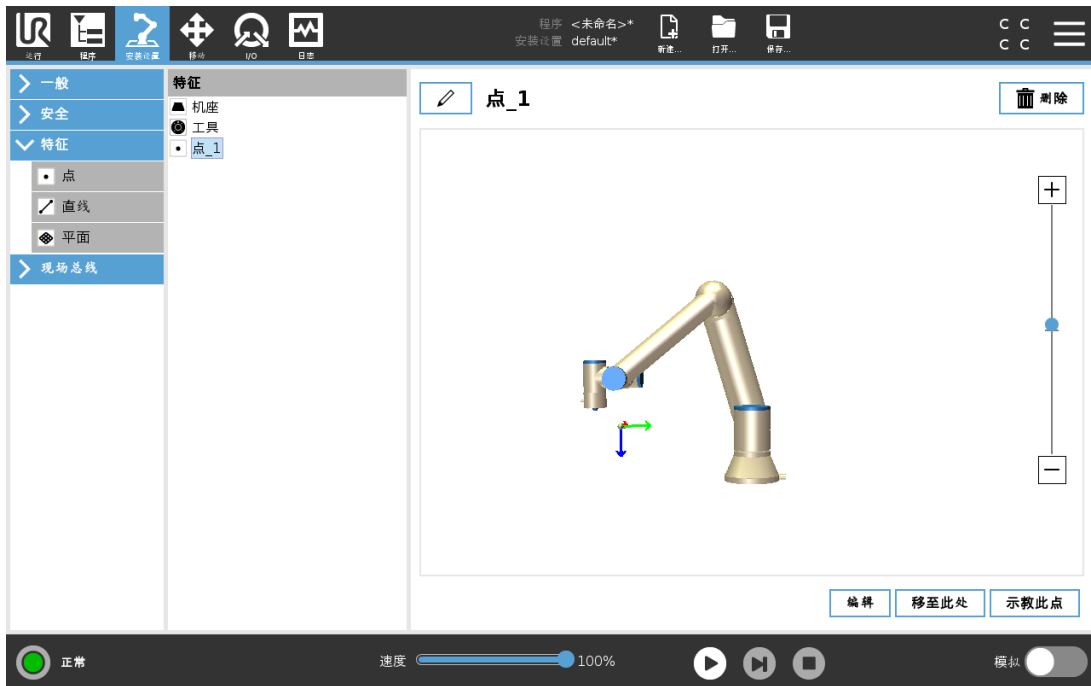 UR
运行
程序
安装设置
移动
I/O
日志
程序 <未命名>*
安装设置 default*
新建...
打开...
保存...
C C
C C
一般
安全
特征
点
直线
平面
现场总线
特征
机座
工具
点_1
点_1
删除
编辑
移至此处
示教此点
正常
速度
100%
模拟